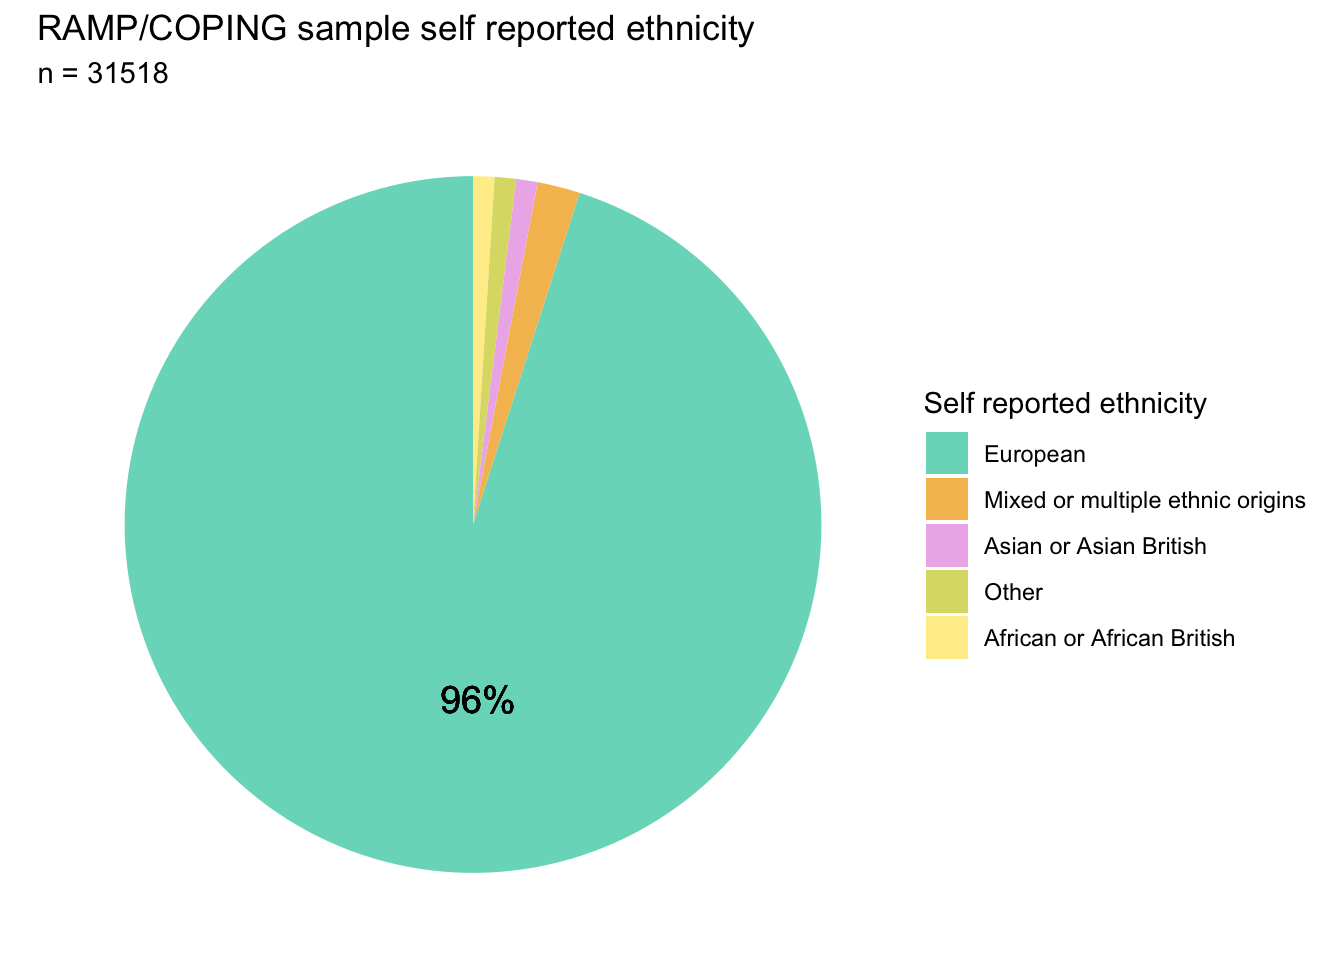 RAMP/COPING sample self reported ethnicity
n = 31518
96%
Self reported ethnicity
European
Mixed or multiple ethnic origins
Asian or Asian British
Other
African or African British